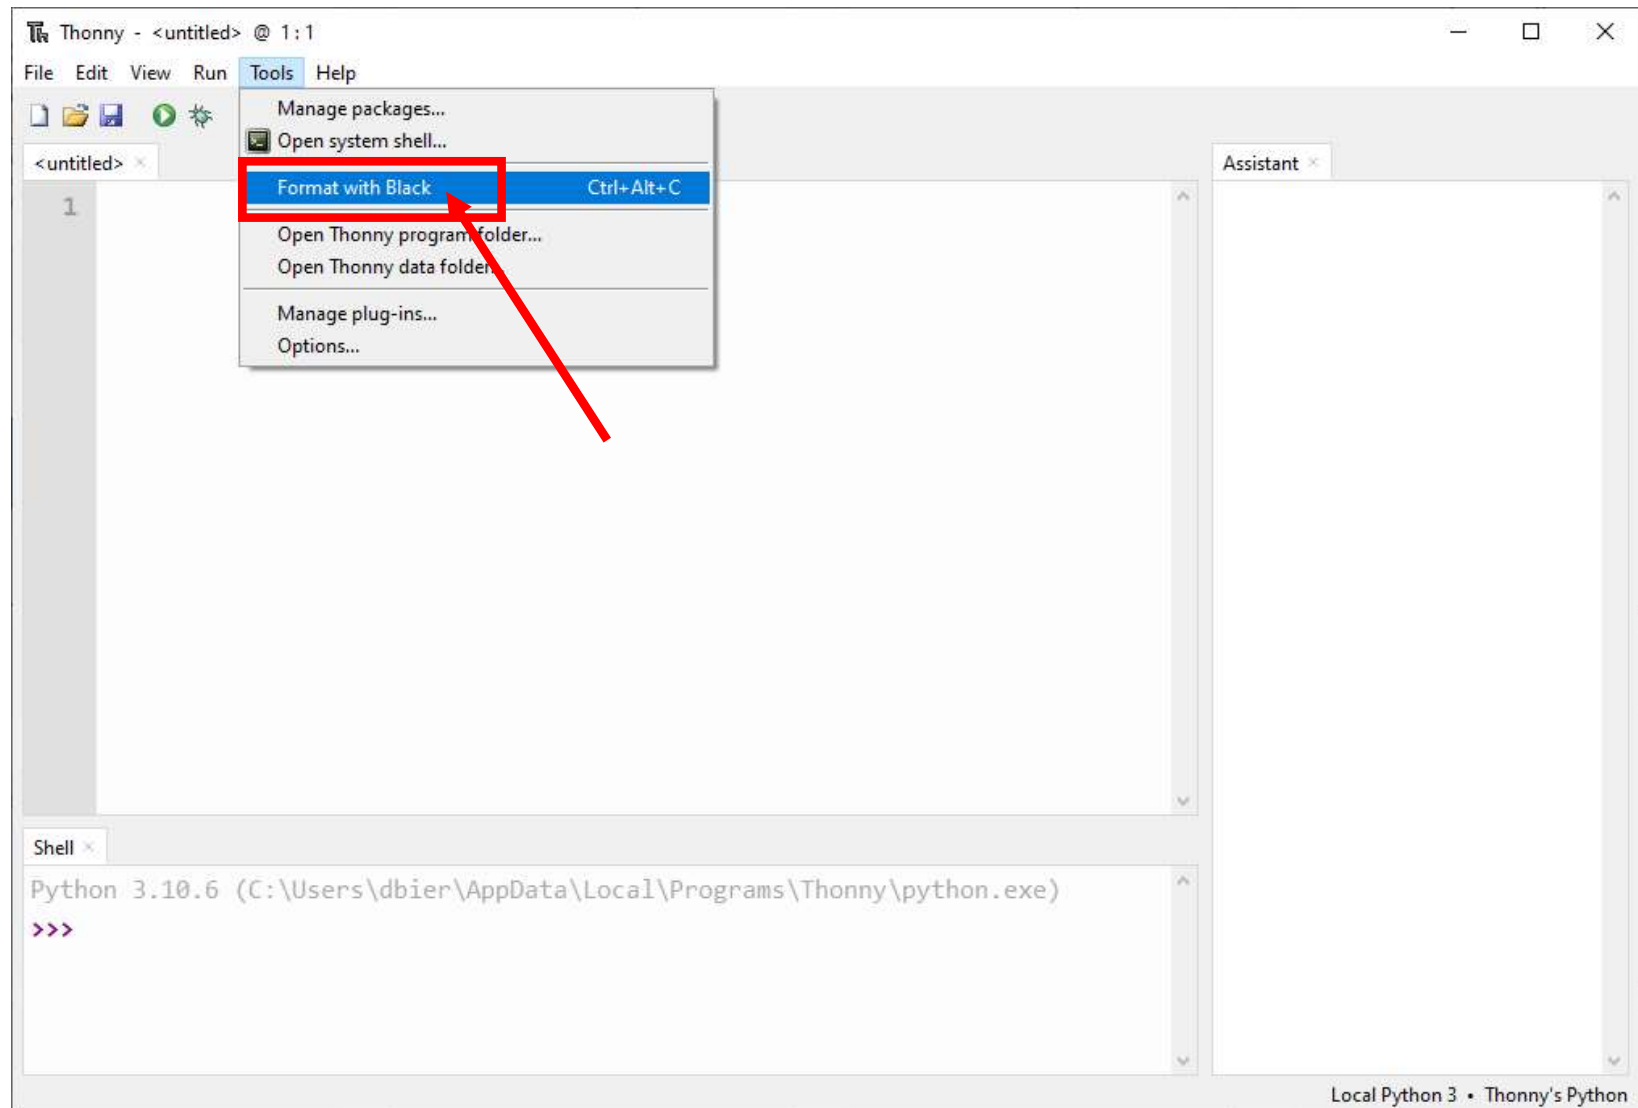 Thonny - <untitled> @ 1:1
File Edit View Run Tools Help
Manage packages...
Open system shell...
<untitled>
Assistant
Format with Black Ctrl+Alt+C
1
Open Thonny program folder...
Open Thonny data folder...
Manage plug-ins...
Options...
Shell
Python 3.10.6 (C:\Users\dbier\AppData\Local\Programs\Thonny\python.exe)
>>>
Local Python 3 • Thonny's Python